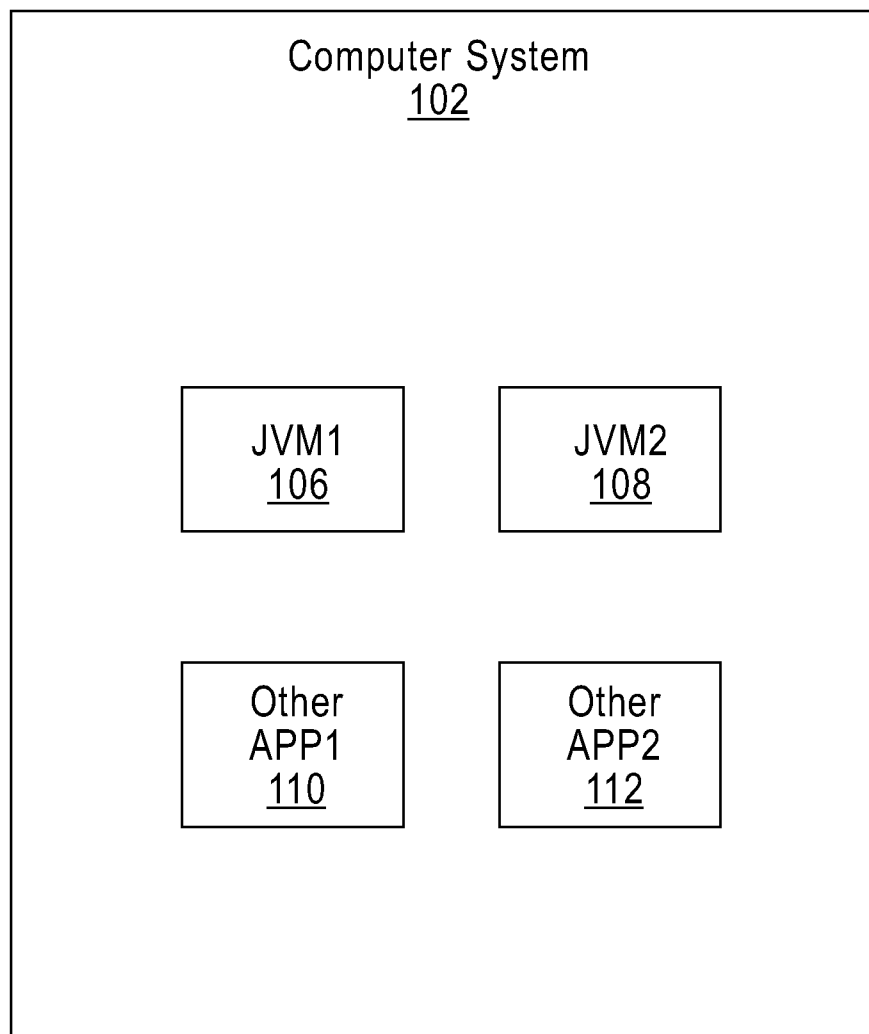 Computer System
102
JVM1
106
JVM2
108
Other
APP1
110
Other
APP2
112